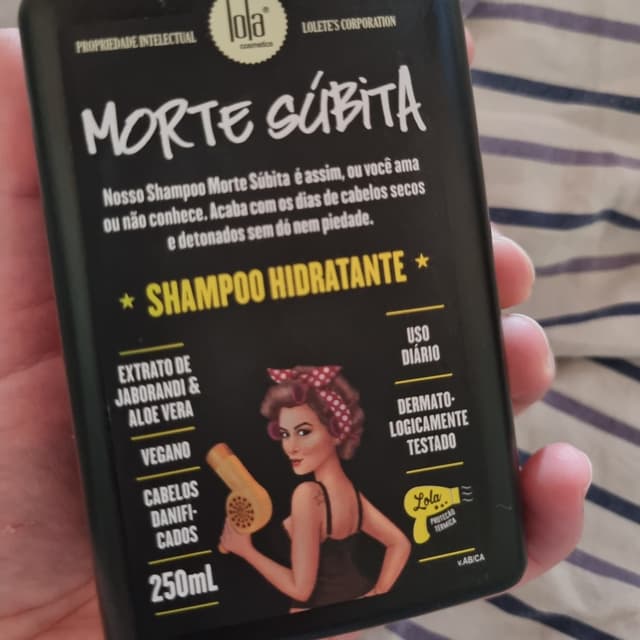 PROPRIEDADE INTELECTUAL
lola®
cosmetics
LOLETE'S CORPORATION
MORTE SÚBITA
Nosso Shampoo Morte Súbita é assim, ou você ama
ou não conhece. Acaba com os dias de cabelos secos
e detonados sem dó nem piedade.
★ SHAMPOO HIDRATANTE ★
EXTRATO DE
JABORANDI &
ALOE VERA
VEGANO
CABELOS
DANIFI-
CADOS
250mL
USO
DIÁRIO
DERMATO-
LOGICAMENTE
TESTADO
Lola
PROTEÇÃO
TÉRMICA
V.AB/CA